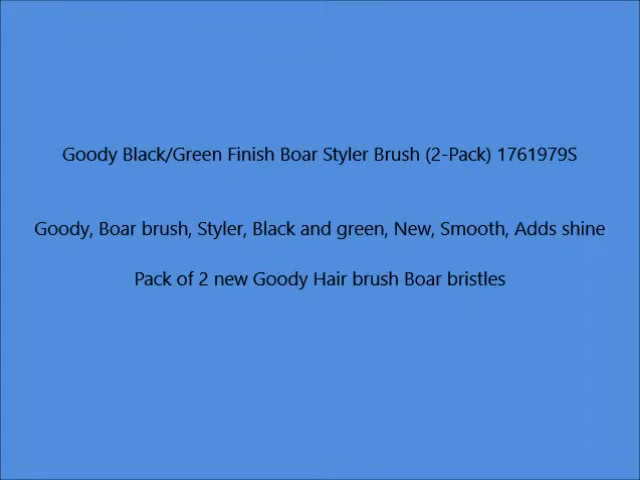 Goody Black/Green Finish Boar Styler Brush (2-Pack) 1761979S
Goody, Boar brush, Styler, Black and green, New, Smooth, Adds shine
Pack of 2 new Goody Hair brush Boar bristles